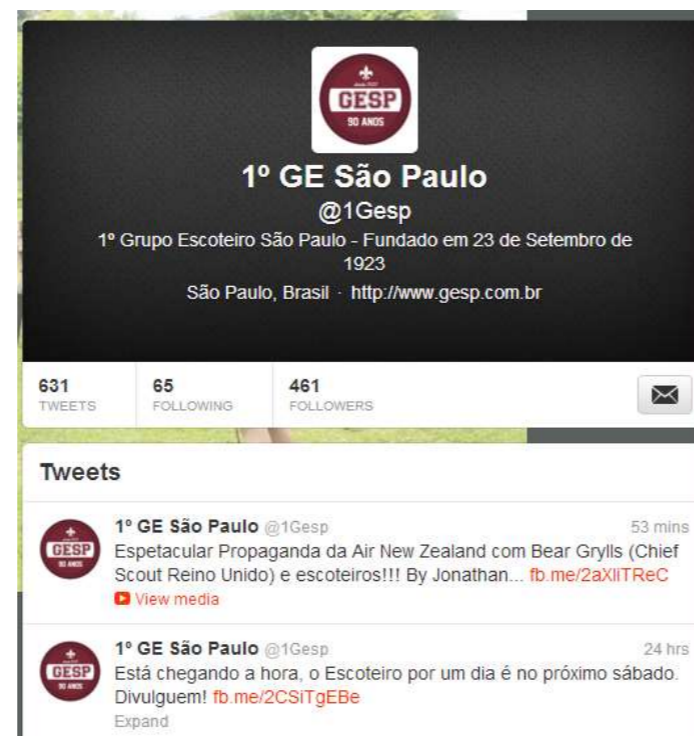 GESP
90 ANOS
1º GE São Paulo
@1Gesp
1º Grupo Escoteiro São Paulo - Fundado em 23 de Setembro de
1923
São Paulo, Brasil · http://www.gesp.com.br
631
TWEETS
65
FOLLOWING
461
FOLLOWERS
Tweets
GESP
90 ANOS
1º GE São Paulo @1Gesp 53 mins
Espetacular Propaganda da Air New Zealand com Bear Grylls (Chief
Scout Reino Unido) e escoteiros!!! By Jonathan... fb.me/2aXliTReC
View media
GESP
90 ANOS
1º GE São Paulo @1Gesp 24 hrs
Está chegando a hora, o Escoteiro por um dia é no próximo sábado.
Divulguem! fb.me/2CSiTgEBe
Expand